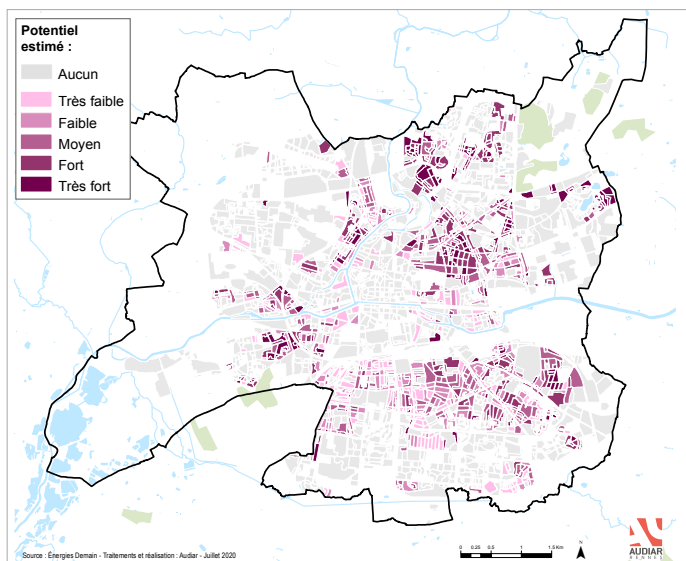 Potentiel
estimé :
Aucun
Très faible
Faible
Moyen
Fort
Très fort
Source : Énergies Demain - Traitements et réalisation : Audiar - Juillet 2020
0 0.25 0.5 1 1.5 Km
N
AUDIAR
RENNES